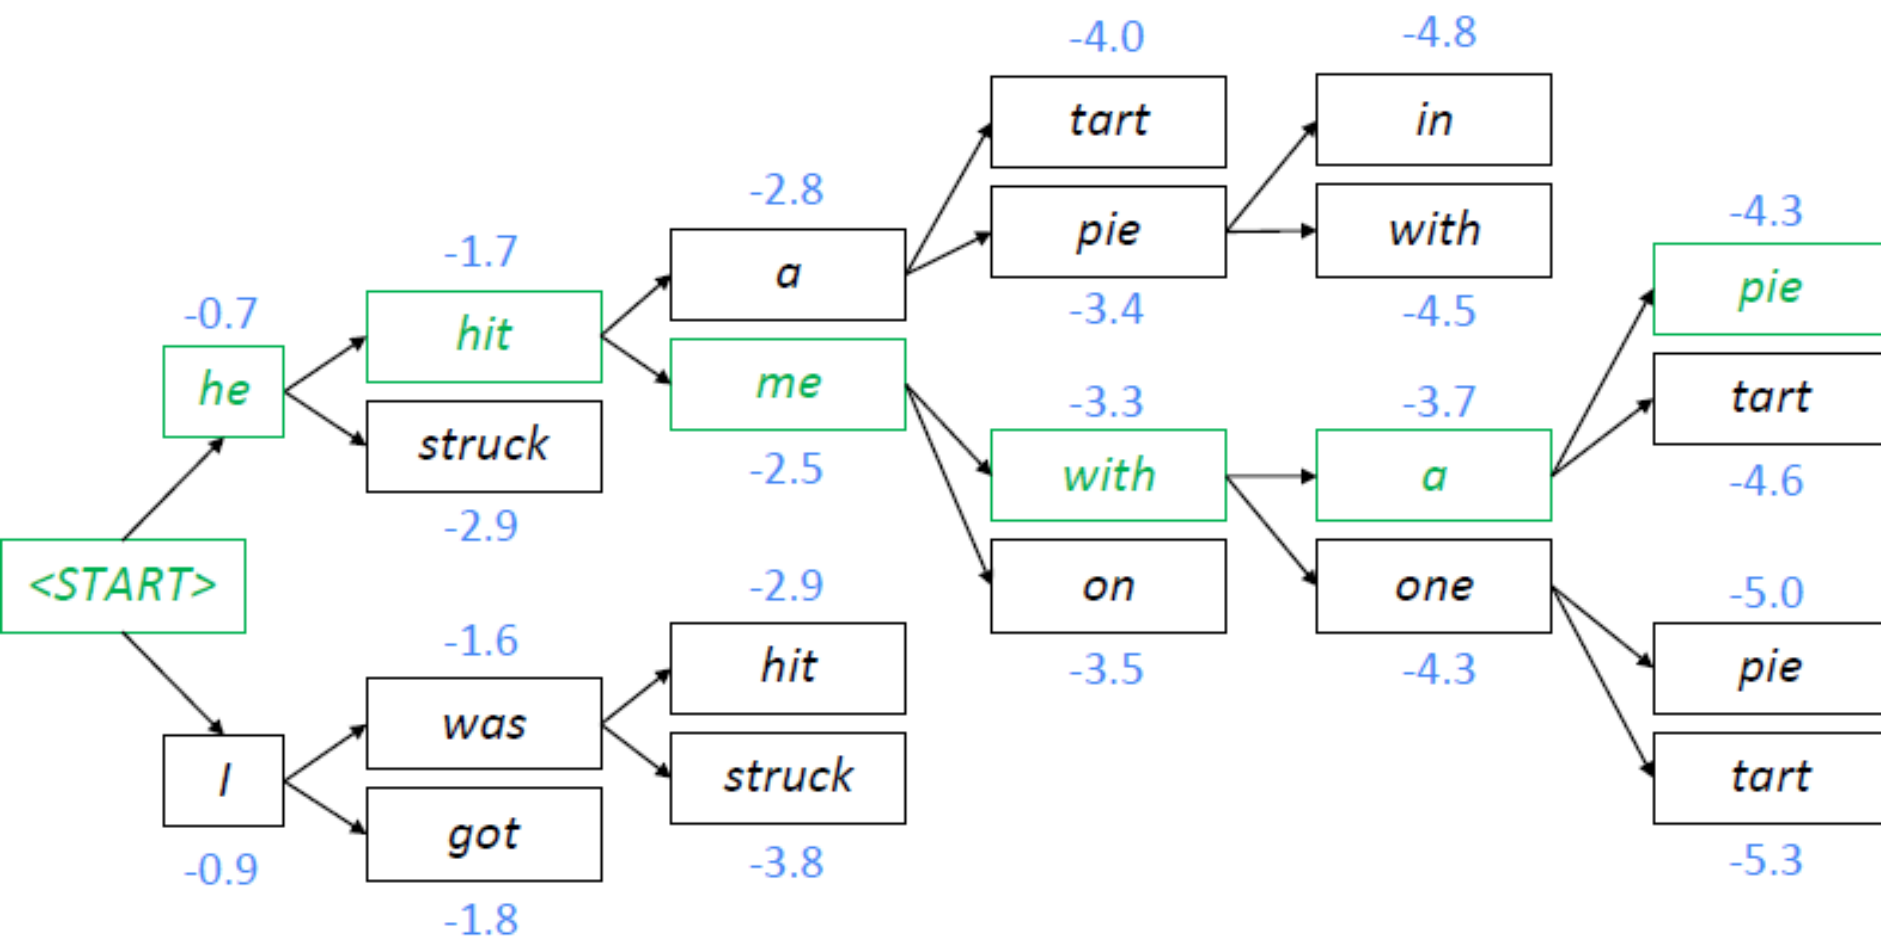 <START>
-0.7
he
I
-0.9
-1.7
hit
struck
-2.9
-1.6
was
got
-1.8
-2.8
a
me
-2.5
-2.9
hit
struck
-3.8
-4.0
tart
pie
-3.4
-3.3
with
on
-3.5
-4.8
in
with
-4.5
-3.7
a
one
-4.3
-4.3
pie
tart
-4.6
-5.0
pie
tart
-5.3